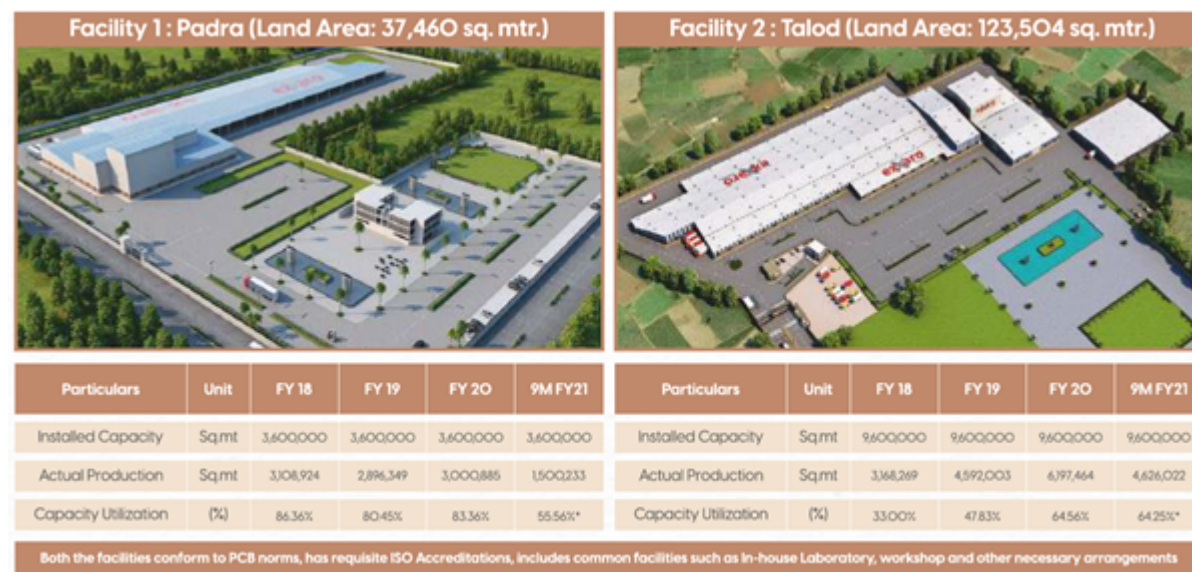 Facility 1 : Padra (Land Area: 37,460 sq. mtr.)
Facility 2 : Talod (Land Area: 123,504 sq. mtr.)
Particulars Unit FY 18 FY 19 FY 20 9M FY21
Installed Capacity Sq.mt 3,600,000 3,600,000 3,600,000 3,600,000
Actual Production Sq.mt 3,108,924 2,896,349 3,000,885 1,500,233
Capacity Utilization (%) 86.36% 80.45% 83.36% 55.56%*
Particulars Unit FY 18 FY 19 FY 20 9M FY21
Installed Capacity Sq.mt 9,600,000 9,600,000 9,600,000 9,600,000
Actual Production Sq.mt 3,168,269 4,592,003 6,197,464 4,626,022
Capacity Utilization (%) 33.00% 47.83% 64.56% 64.25%*
Both the facilities conform to PCB norms, has requisite ISO Accreditations, includes common facilities such as In-house Laboratory, workshop and other necessary arrangements